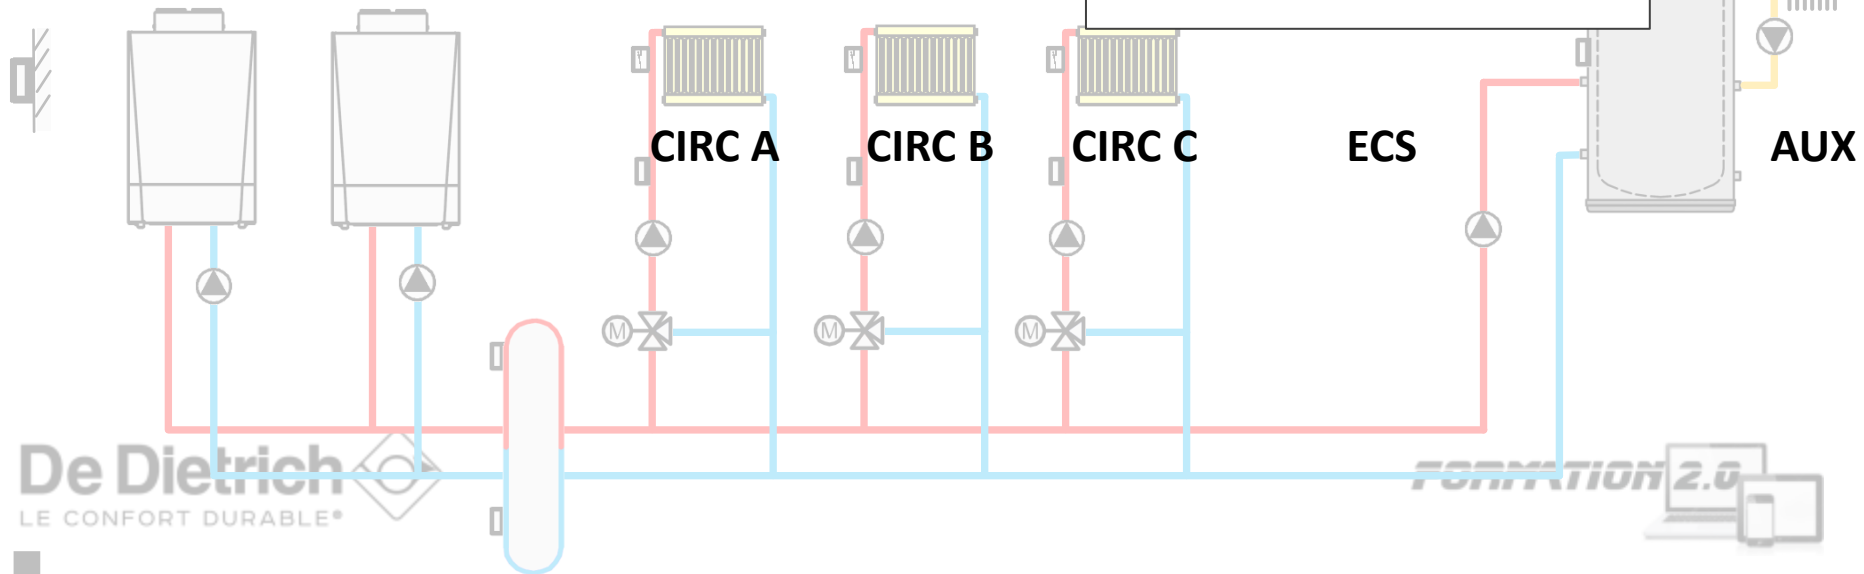 CIRC A
CIRC B
CIRC C
ECS
AUX
M
M
M
De Dietrich
LE CONFORT DURABLE®
FORMATION 2.0